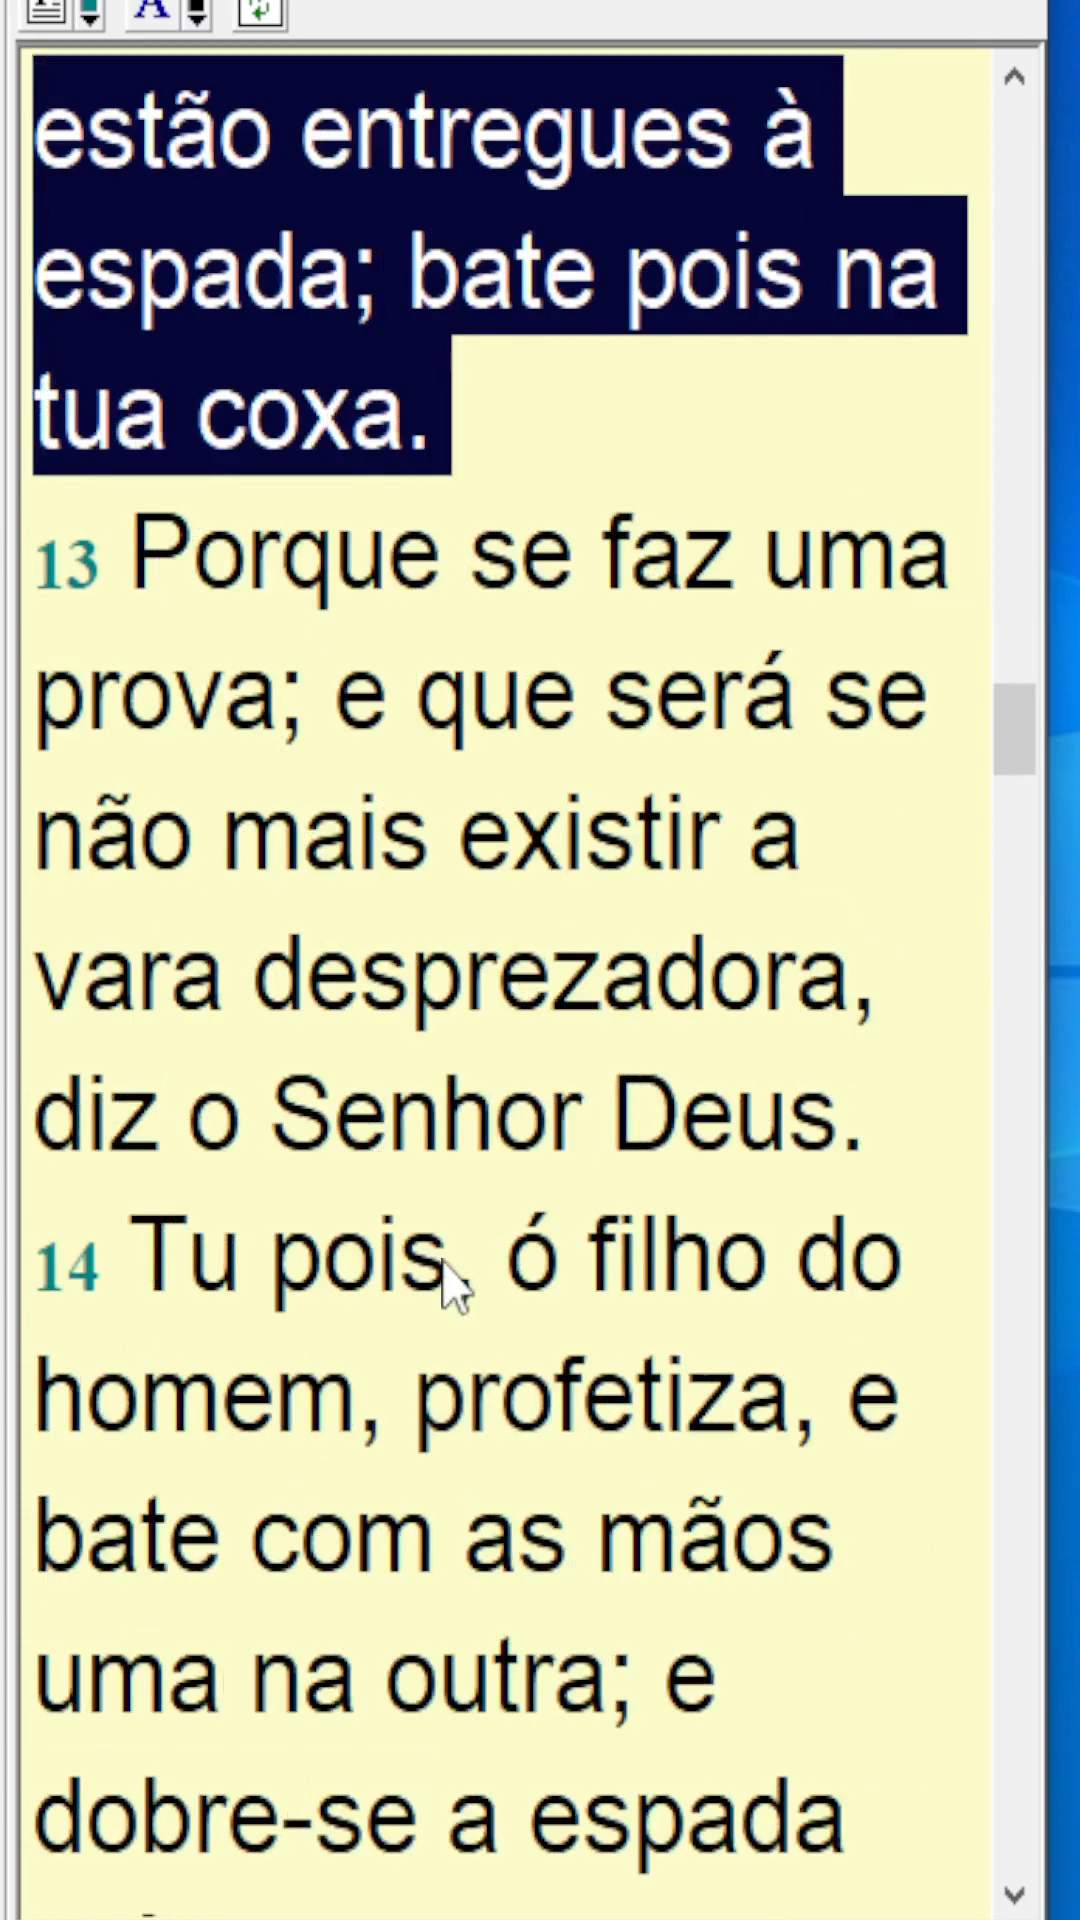 estão entregues à
espada; bate pois na
tua coxa.
13 Porque se faz uma
prova; e que será se
não mais existir a
vara desprezadora,
diz o Senhor Deus.
14 Tu pois, ó filho do
homem, profetiza, e
bate com as mãos
uma na outra; e
dobre-se a espada